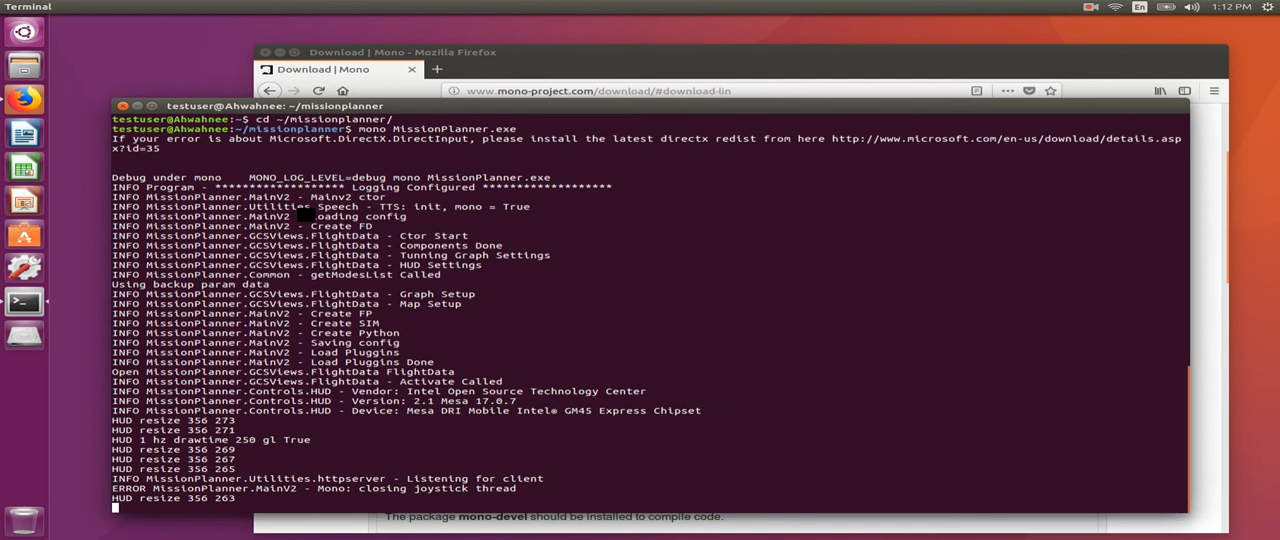 Terminal
En
1:12 PM
Download | Mono - Mozilla Firefox
Download | Mono
www.mono-project.com/download/#download-lin
testuser@Ahwahnee: ~/missionplanner
testuser@Ahwahnee:~$ cd ~/missionplanner/
testuser@Ahwahnee:~/missionplanner$ mono MissionPlanner.exe
If your error is about Microsoft.DirectX.DirectInput, please install the latest directx redist from here http://www.microsoft.com/en-us/download/details.asp
x?id=35
Debug under mono    MONO_LOG_LEVEL=debug mono MissionPlanner.exe
INFO Program - ******************* Logging Configured *******************
INFO MissionPlanner.MainV2 - Mainv2 ctor
INFO MissionPlanner.Utilities.Speech - TTS: init, mono = True
INFO MissionPlanner.MainV2 oading config
INFO MissionPlanner.MainV2 - Create FD
INFO MissionPlanner.GCSViews.FlightData - Ctor Start
INFO MissionPlanner.GCSViews.FlightData - Components Done
INFO MissionPlanner.GCSViews.FlightData - Tunning Graph Settings
INFO MissionPlanner.GCSViews.FlightData - HUD Settings
INFO MissionPlanner.Common - getModesList Called
Using backup param data
INFO MissionPlanner.GCSViews.FlightData - Graph Setup
INFO MissionPlanner.GCSViews.FlightData - Map Setup
INFO MissionPlanner.MainV2 - Create FP
INFO MissionPlanner.MainV2 - Create SIM
INFO MissionPlanner.MainV2 - Create Python
INFO MissionPlanner.MainV2 - Saving config
INFO MissionPlanner.MainV2 - Load Pluggins
INFO MissionPlanner.MainV2 - Load Pluggins Done
Open MissionPlanner.GCSViews.FlightData FlightData
INFO MissionPlanner.GCSViews.FlightData - Activate Called
INFO MissionPlanner.Controls.HUD - Vendor: Intel Open Source Technology Center
INFO MissionPlanner.Controls.HUD - Version: 2.1 Mesa 17.0.7
INFO MissionPlanner.Controls.HUD - Device: Mesa DRI Mobile Intel® GM45 Express Chipset
HUD resize 356 273
HUD resize 356 271
HUD 1 hz drawtime 250 gl True
HUD resize 356 269
HUD resize 356 267
HUD resize 356 265
INFO MissionPlanner.Utilities.httpserver - Listening for client
ERROR MissionPlanner.MainV2 - Mono: closing joystick thread
HUD resize 356 263
The package mono-devel should be installed to compile code.